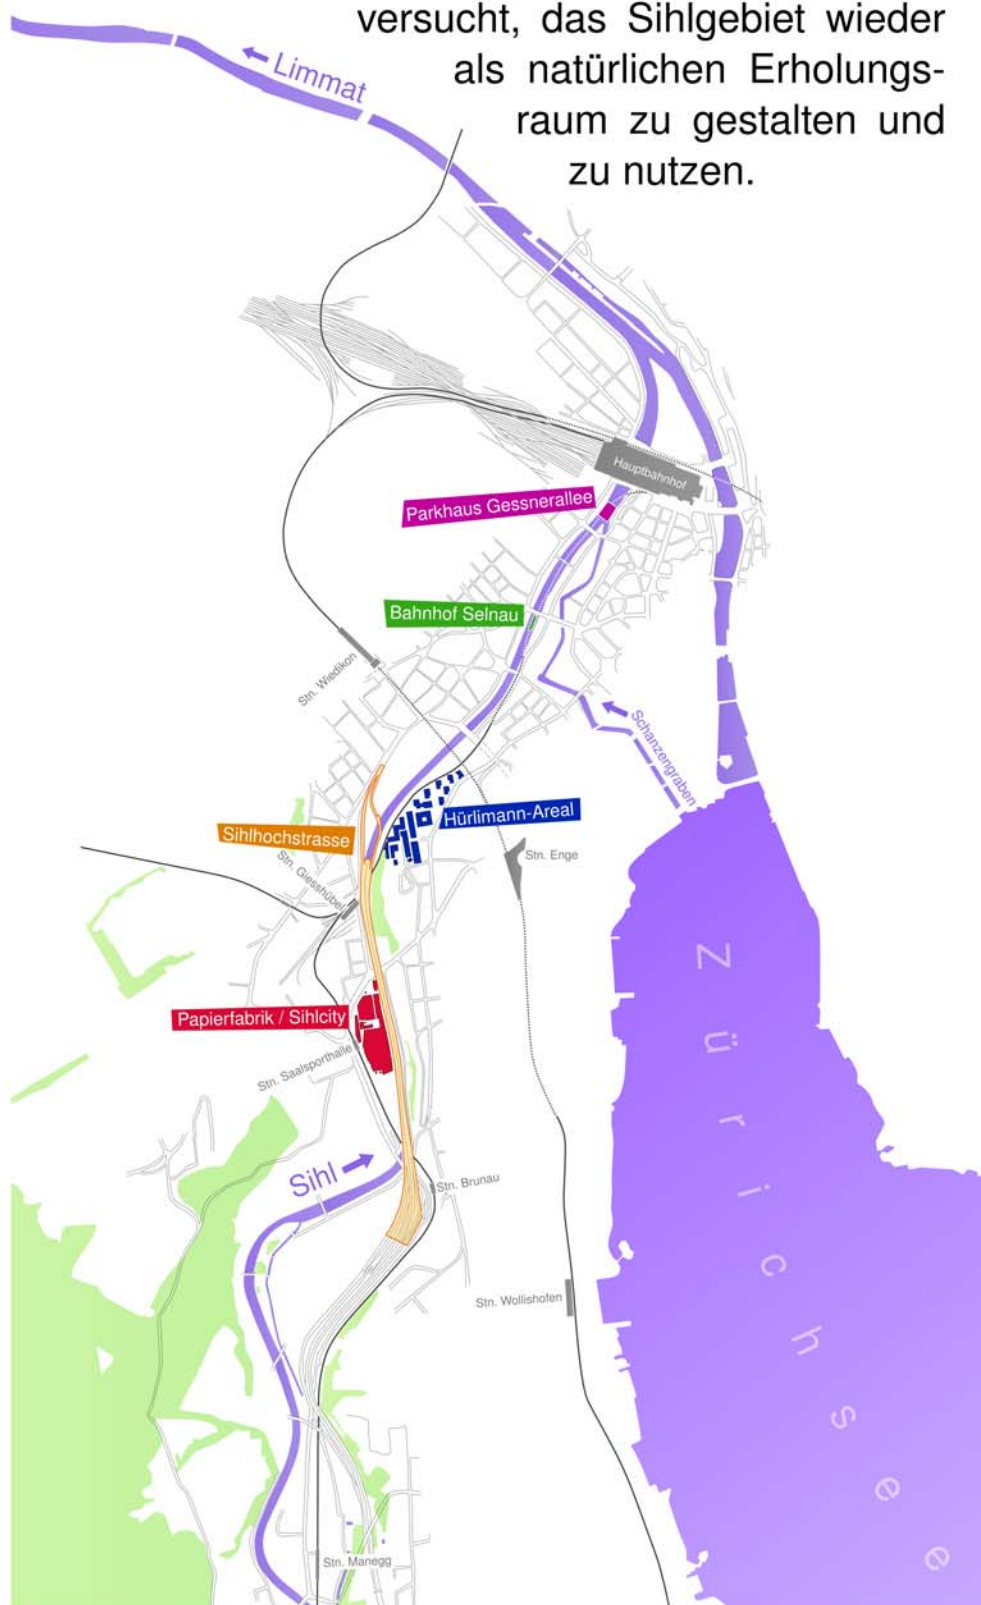 versucht, das Sihlgebiet wieder
als natürlichen Erholungs-
raum zu gestalten und
zu nutzen.
Limmat
Hauptbahnhof
Parkhaus Gessnerallee
Bahnhof Selnau
Stn. Wiedikon
Schanzengraben
Hürlimann-Areal
Sihlhochstrasse
Stn. Enge
Stn. Giesshübel
Zürichsee
Papierfabrik / Sihlcity
Stn. Saalsporthalle
Sihl
Stn. Brunau
Stn. Wollishofen
Stn. Manegg